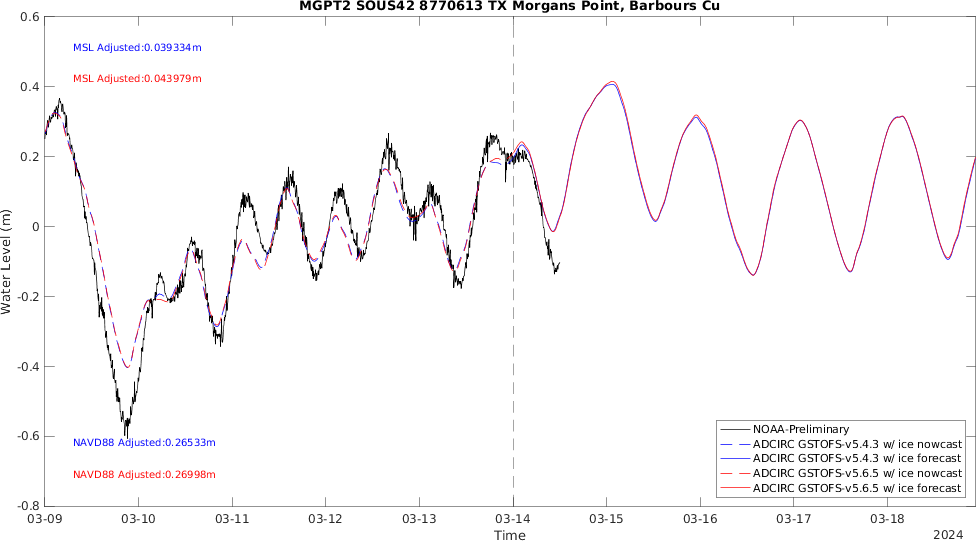 MGPT2 SOUS42 8770613 TX Morgans Point, Barbours Cu
0.6
0.4
0.2
0
-0.2
-0.4
-0.6
-0.8
Water Level (m)
MSL Adjusted:0.039334m
MSL Adjusted:0.043979m
NAVD88 Adjusted:0.26533m
NAVD88 Adjusted:0.26998m
NOAA-Preliminary
ADCIRC GSTOFS-v5.4.3 w/ ice nowcast
ADCIRC GSTOFS-v5.4.3 w/ ice forecast
ADCIRC GSTOFS-v5.6.5 w/ ice nowcast
ADCIRC GSTOFS-v5.6.5 w/ ice forecast
03-09 03-10 03-11 03-12 03-13 03-14 03-15 03-16 03-17 03-18
Time
2024